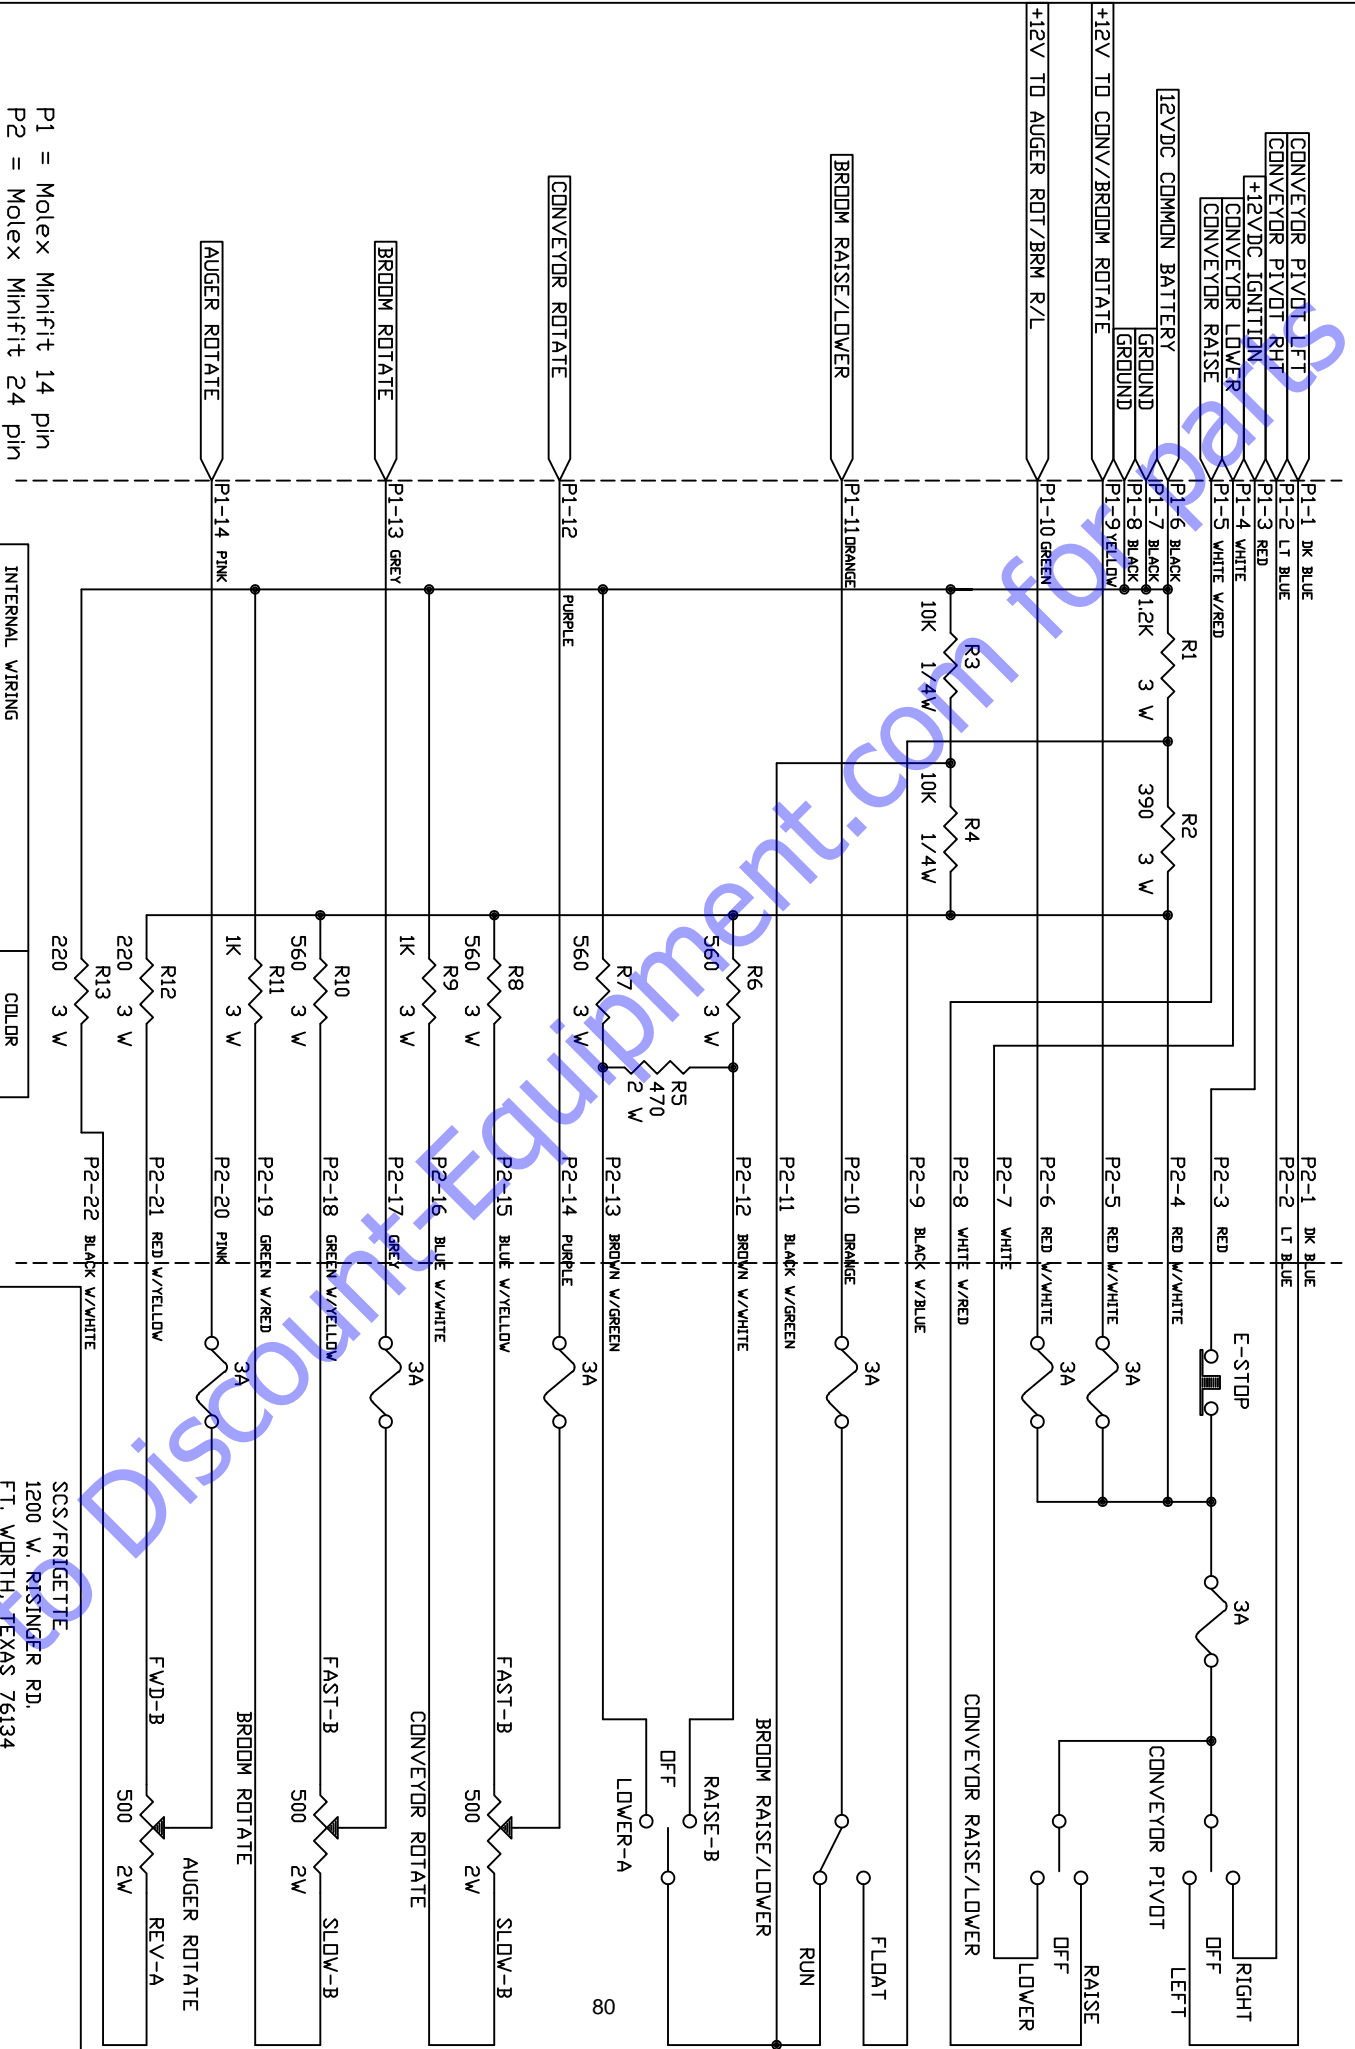 CONVEYOR PIVOT LFT
CONVEYOR PIVOT RHT
+12VDC IGNITION
CONVEYOR LOWER
CONVEYOR RAISE
12VDC COMMON BATTERY
GROUND
GROUND
+12V TO CONV/BROOM ROTATE
+12V TO AUGER ROT/BRM R/L
BROOM RAISE/LOWER
CONVEYOR ROTATE
BROOM ROTATE
AUGER ROTATE
P1 = Molex Minifit 14 pin
P2 = Molex Minifit 24 pin
P1-1 DK BLUE
P1-2 LT BLUE
P1-3 RED
P1-4 WHITE
P1-5 WHITE W/RED
P1-6 BLACK
P1-7 BLACK
P1-8 BLACK
P1-9 YELLOW
P1-10 GREEN
P1-11 ORANGE
P1-12 PURPLE
P1-13 GREY
P1-14 PINK
R1
1.2K 3 W
R2
390 3 W
R3
10K 1/4W
R4
10K 1/4W
R6
560 3 W
R5
470
2 W
R7
560 3 W
R8
560 3 W
R9
1K 3 W
R10
560 3 W
R11
1K 3 W
R12
220 3 W
R13
220 3 W
INTERNAL WIRING
COLOR
P2-1 DK BLUE
P2-2 LT BLUE
P2-3 RED
P2-4 RED W/WHITE
P2-5 RED W/WHITE
P2-6 RED W/WHITE
P2-7 WHITE
P2-8 WHITE W/RED
P2-9 BLACK W/BLUE
P2-10 ORANGE
P2-11 BLACK W/GREEN
P2-12 BROWN W/WHITE
P2-13 BROWN W/GREEN
P2-14 PURPLE
P2-15 BLUE W/YELLOW
P2-16 BLUE W/WHITE
P2-17 GREY
P2-18 GREEN W/YELLOW
P2-19 GREEN W/RED
P2-20 PINK
P2-21 RED W/YELLOW
P2-22 BLACK W/WHITE
E-STOP
3A
3A
3A
3A
3A
3A
3A
RIGHT
OFF
LEFT
CONVEYOR PIVOT
RAISE
OFF
LOWER
CONVEYOR RAISE/LOWER
FLOAT
RUN
BROOM RAISE/LOWER
RAISE-B
OFF
LOWER-A
FAST-B
500 2W
SLOW-B
CONVEYOR ROTATE
FAST-B
500 2W
SLOW-B
BROOM ROTATE
FWD-B
500 2W
REV-A
AUGER ROTATE
SCS/FRIGETTE
1200 W. RISINGER RD.
FT. WORTH, TEXAS 76134
80
to Discount-Equipment.com for parts